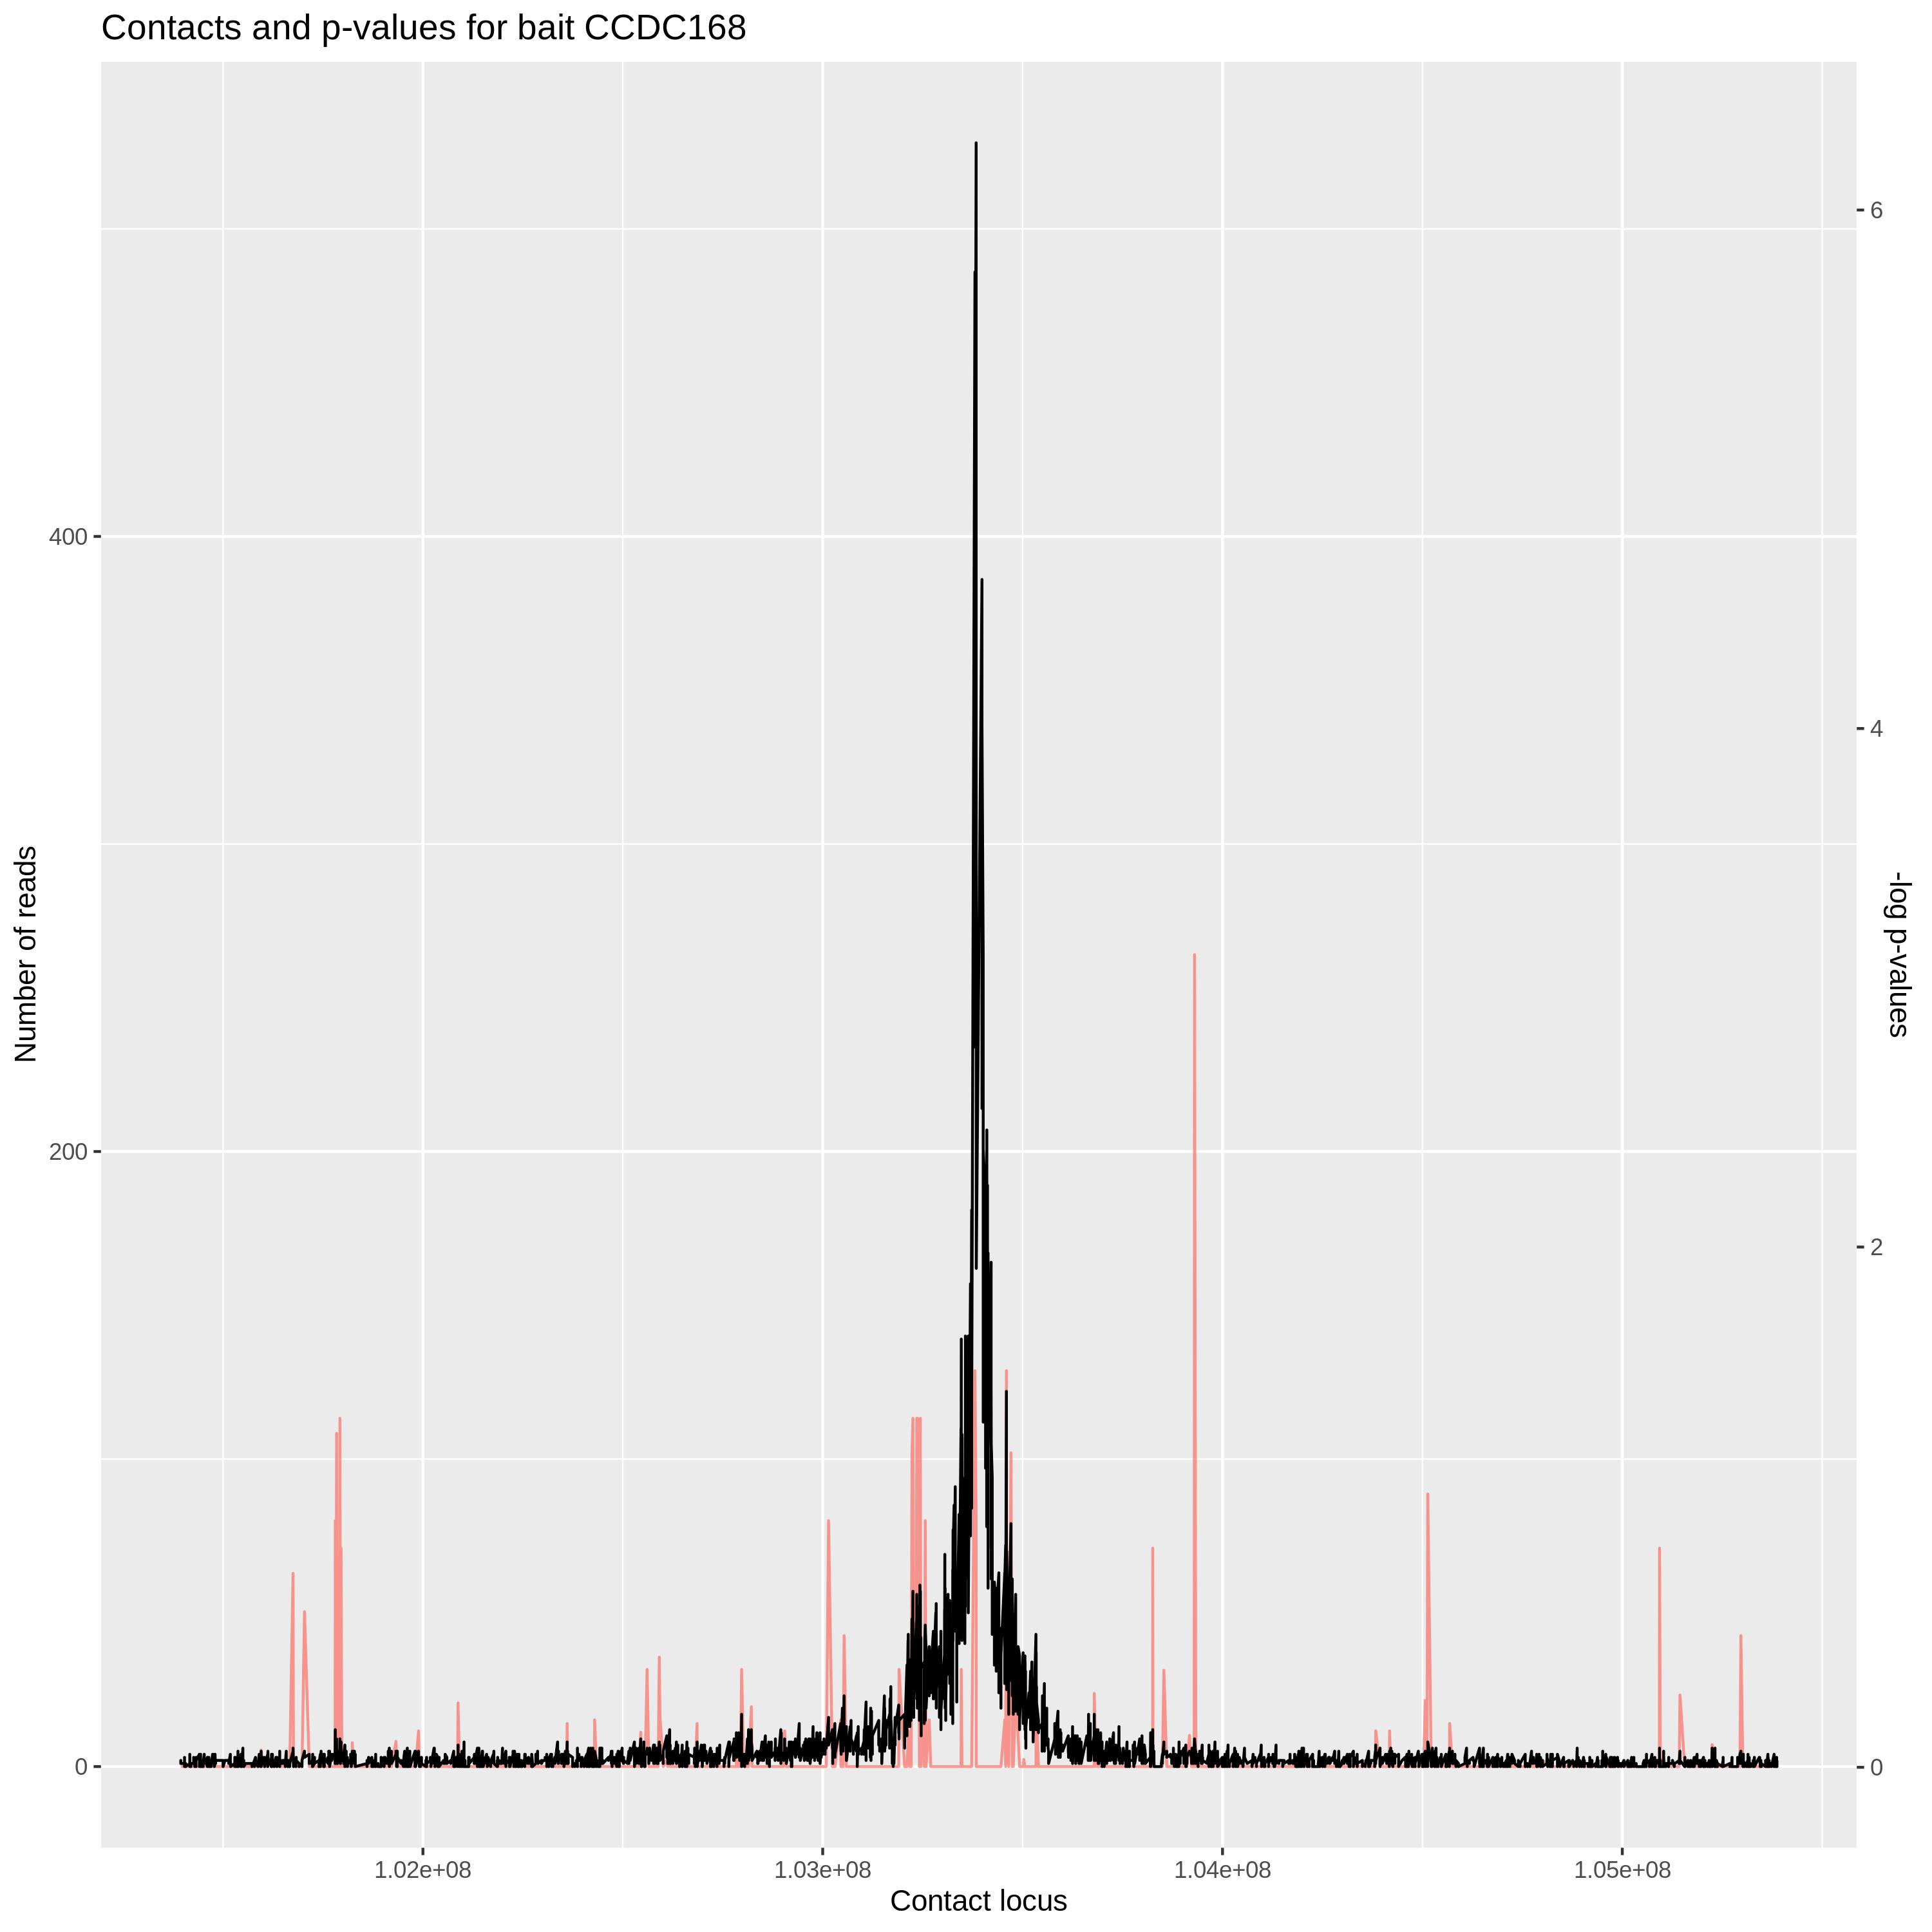 Contacts and p-values for bait CCDC168
Number of reads
400
200
0
6
4
2
0
-log p-values
1.02e+08
1.03e+08
1.04e+08
1.05e+08
Contact locus